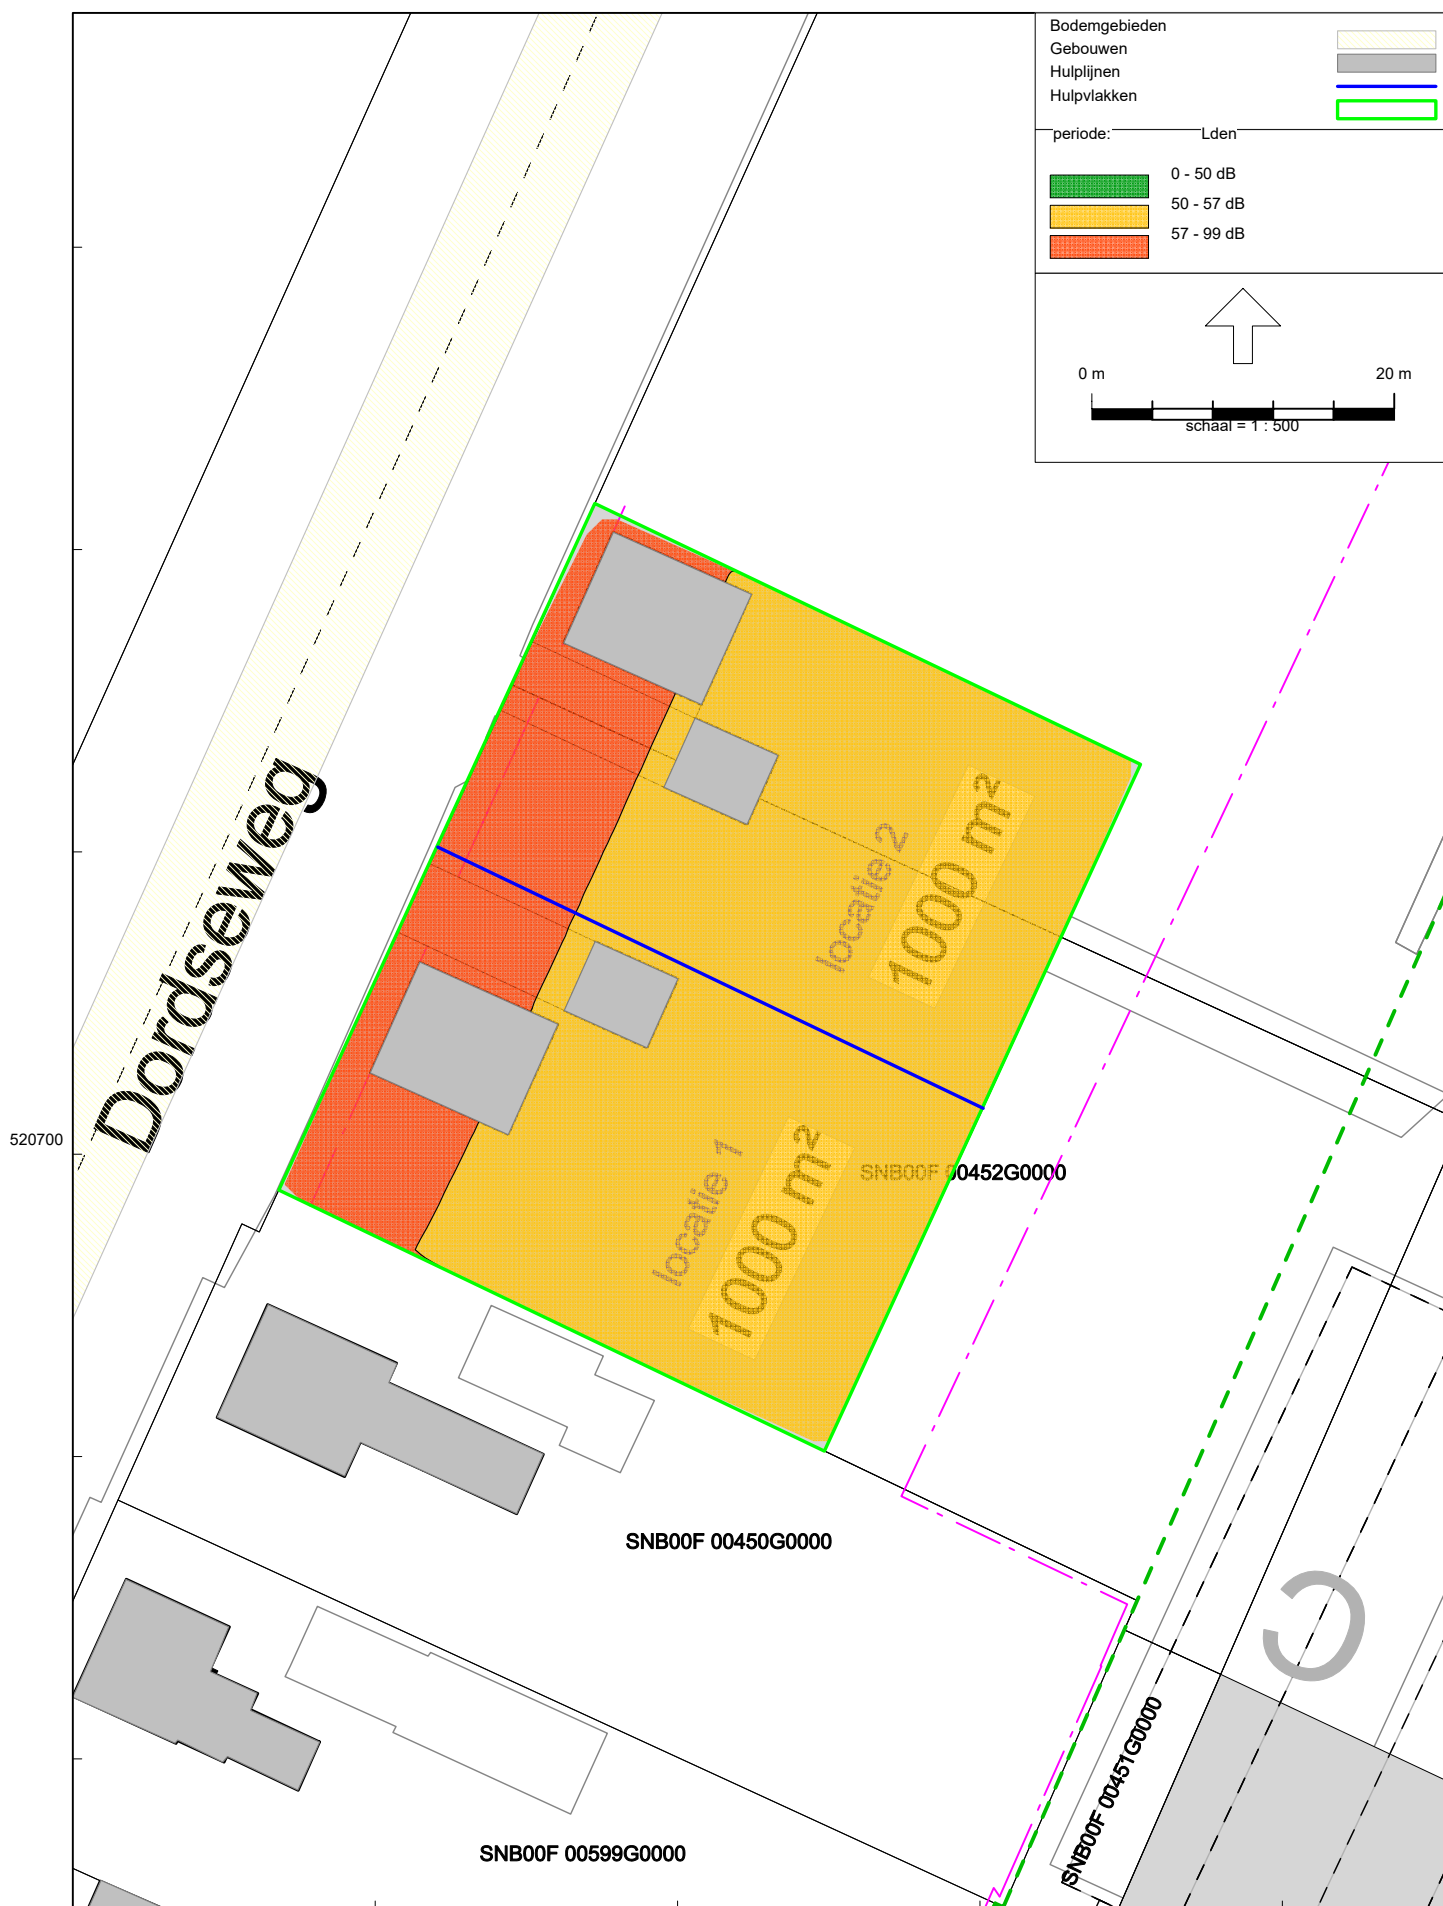 Bodemgebieden
Gebouwen
Hulplijnen
Hulpvlakken
periode: Lden
0 - 50 dB
50 - 57 dB
57 - 99 dB
0 m 20 m
schaal = 1 : 500
Dordseweg
locatie 2
1000 m²
520700
locatie 1
1000 m²
SNB00F 00452G0000
SNB00F 00450G0000
C
SNB00F 00451G0000
SNB00F 00599G0000